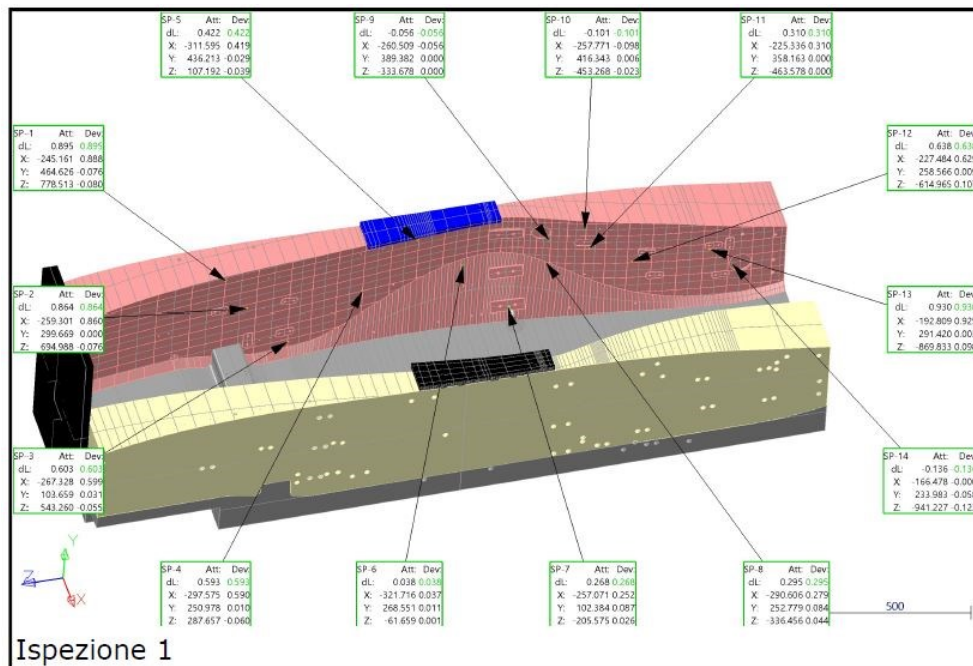 SP-5 Att: Dev:
dL: 0.422 0.422
X: -311.595 0.419
Y: 436.213 -0.029
Z: 107.192 -0.039
SP-9 Att: Dev:
dL: -0.056 -0.056
X: -260.509 -0.056
Y: 389.382 0.000
Z: -333.678 0.000
SP-10 Att: Dev:
dL: -0.101 -0.101
X: -257.771 -0.098
Y: 416.343 0.006
Z: -453.268 -0.023
SP-11 Att: Dev:
dL: 0.310 0.310
X: -225.336 0.310
Y: 358.163 0.000
Z: -463.578 0.000
SP-1 Att: Dev:
dL: 0.895 0.895
X: -245.161 0.888
Y: 464.626 -0.076
Z: 778.513 -0.080
SP-12 Att: Dev:
dL: 0.638
X: -227.484
Y: 258.566
Z: -614.965
SP-2 Att: Dev:
dL: 0.864 0.864
X: -259.301 0.860
Y: 299.669 0.000
Z: 694.988 -0.076
SP-13 Att: Dev:
dL: 0.930
X: -192.809
Y: 291.420
Z: -869.833
SP-3 Att: Dev:
dL: 0.603 0.603
X: -267.328 0.599
Y: 103.659 0.031
Z: 543.260 -0.055
SP-14 Att: Dev:
dL: -0.136
X: -166.478
Y: 233.983
Z: -941.227
SP-4 Att: Dev:
dL: 0.593 0.593
X: -297.575 0.590
Y: 250.978 0.010
Z: 287.657 -0.060
SP-6 Att: Dev:
dL: 0.038 0.038
X: -321.716 0.037
Y: 268.551 0.011
Z: -61.659 0.001
SP-7 Att: Dev:
dL: 0.268 0.268
X: -257.071 0.252
Y: 102.384 0.087
Z: -205.575 0.026
SP-8 Att: Dev:
dL: 0.295 0.295
X: -290.606 0.279
Y: 252.779 0.084
Z: -336.456 0.044
Y
Z
X
500
Ispezione 1